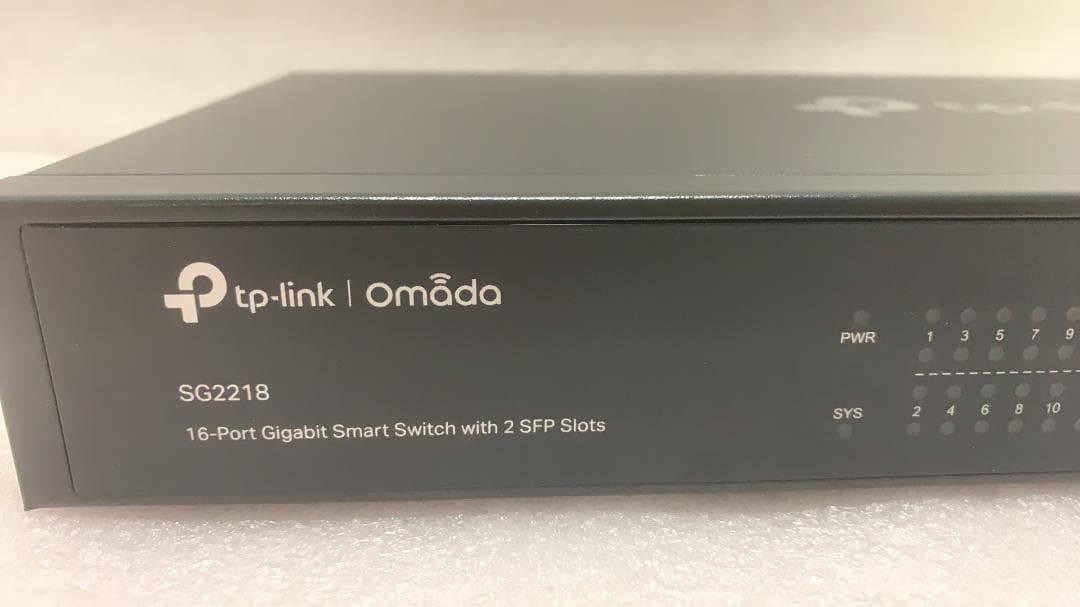 tp-link | omada
SG2218
16-Port Gigabit Smart Switch with 2 SFP Slots
PWR 1 3 5 7 9
SYS 2 4 6 8 10